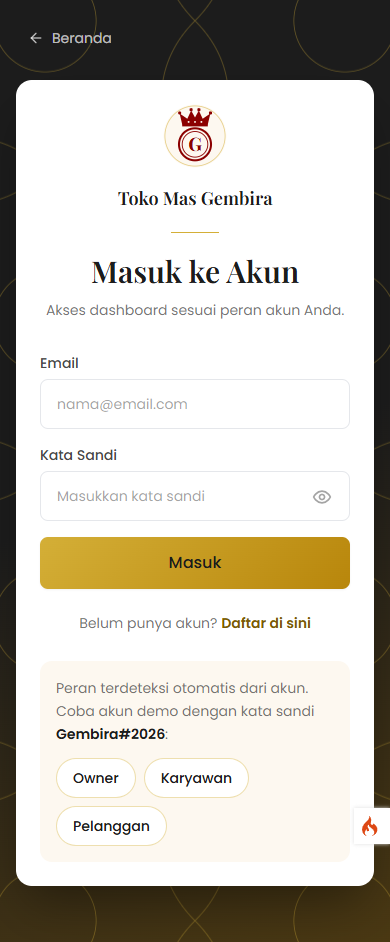 Beranda
G
Toko Mas Gembira
Masuk ke Akun
Akses dashboard sesuai peran akun Anda.
Email
nama@email.com
Kata Sandi
Masukkan kata sandi
Masuk
Belum punya akun? Daftar di sini
Peran terdeteksi otomatis dari akun.
Coba akun demo dengan kata sandi
Gembira#2026:
Owner
Karyawan
Pelanggan